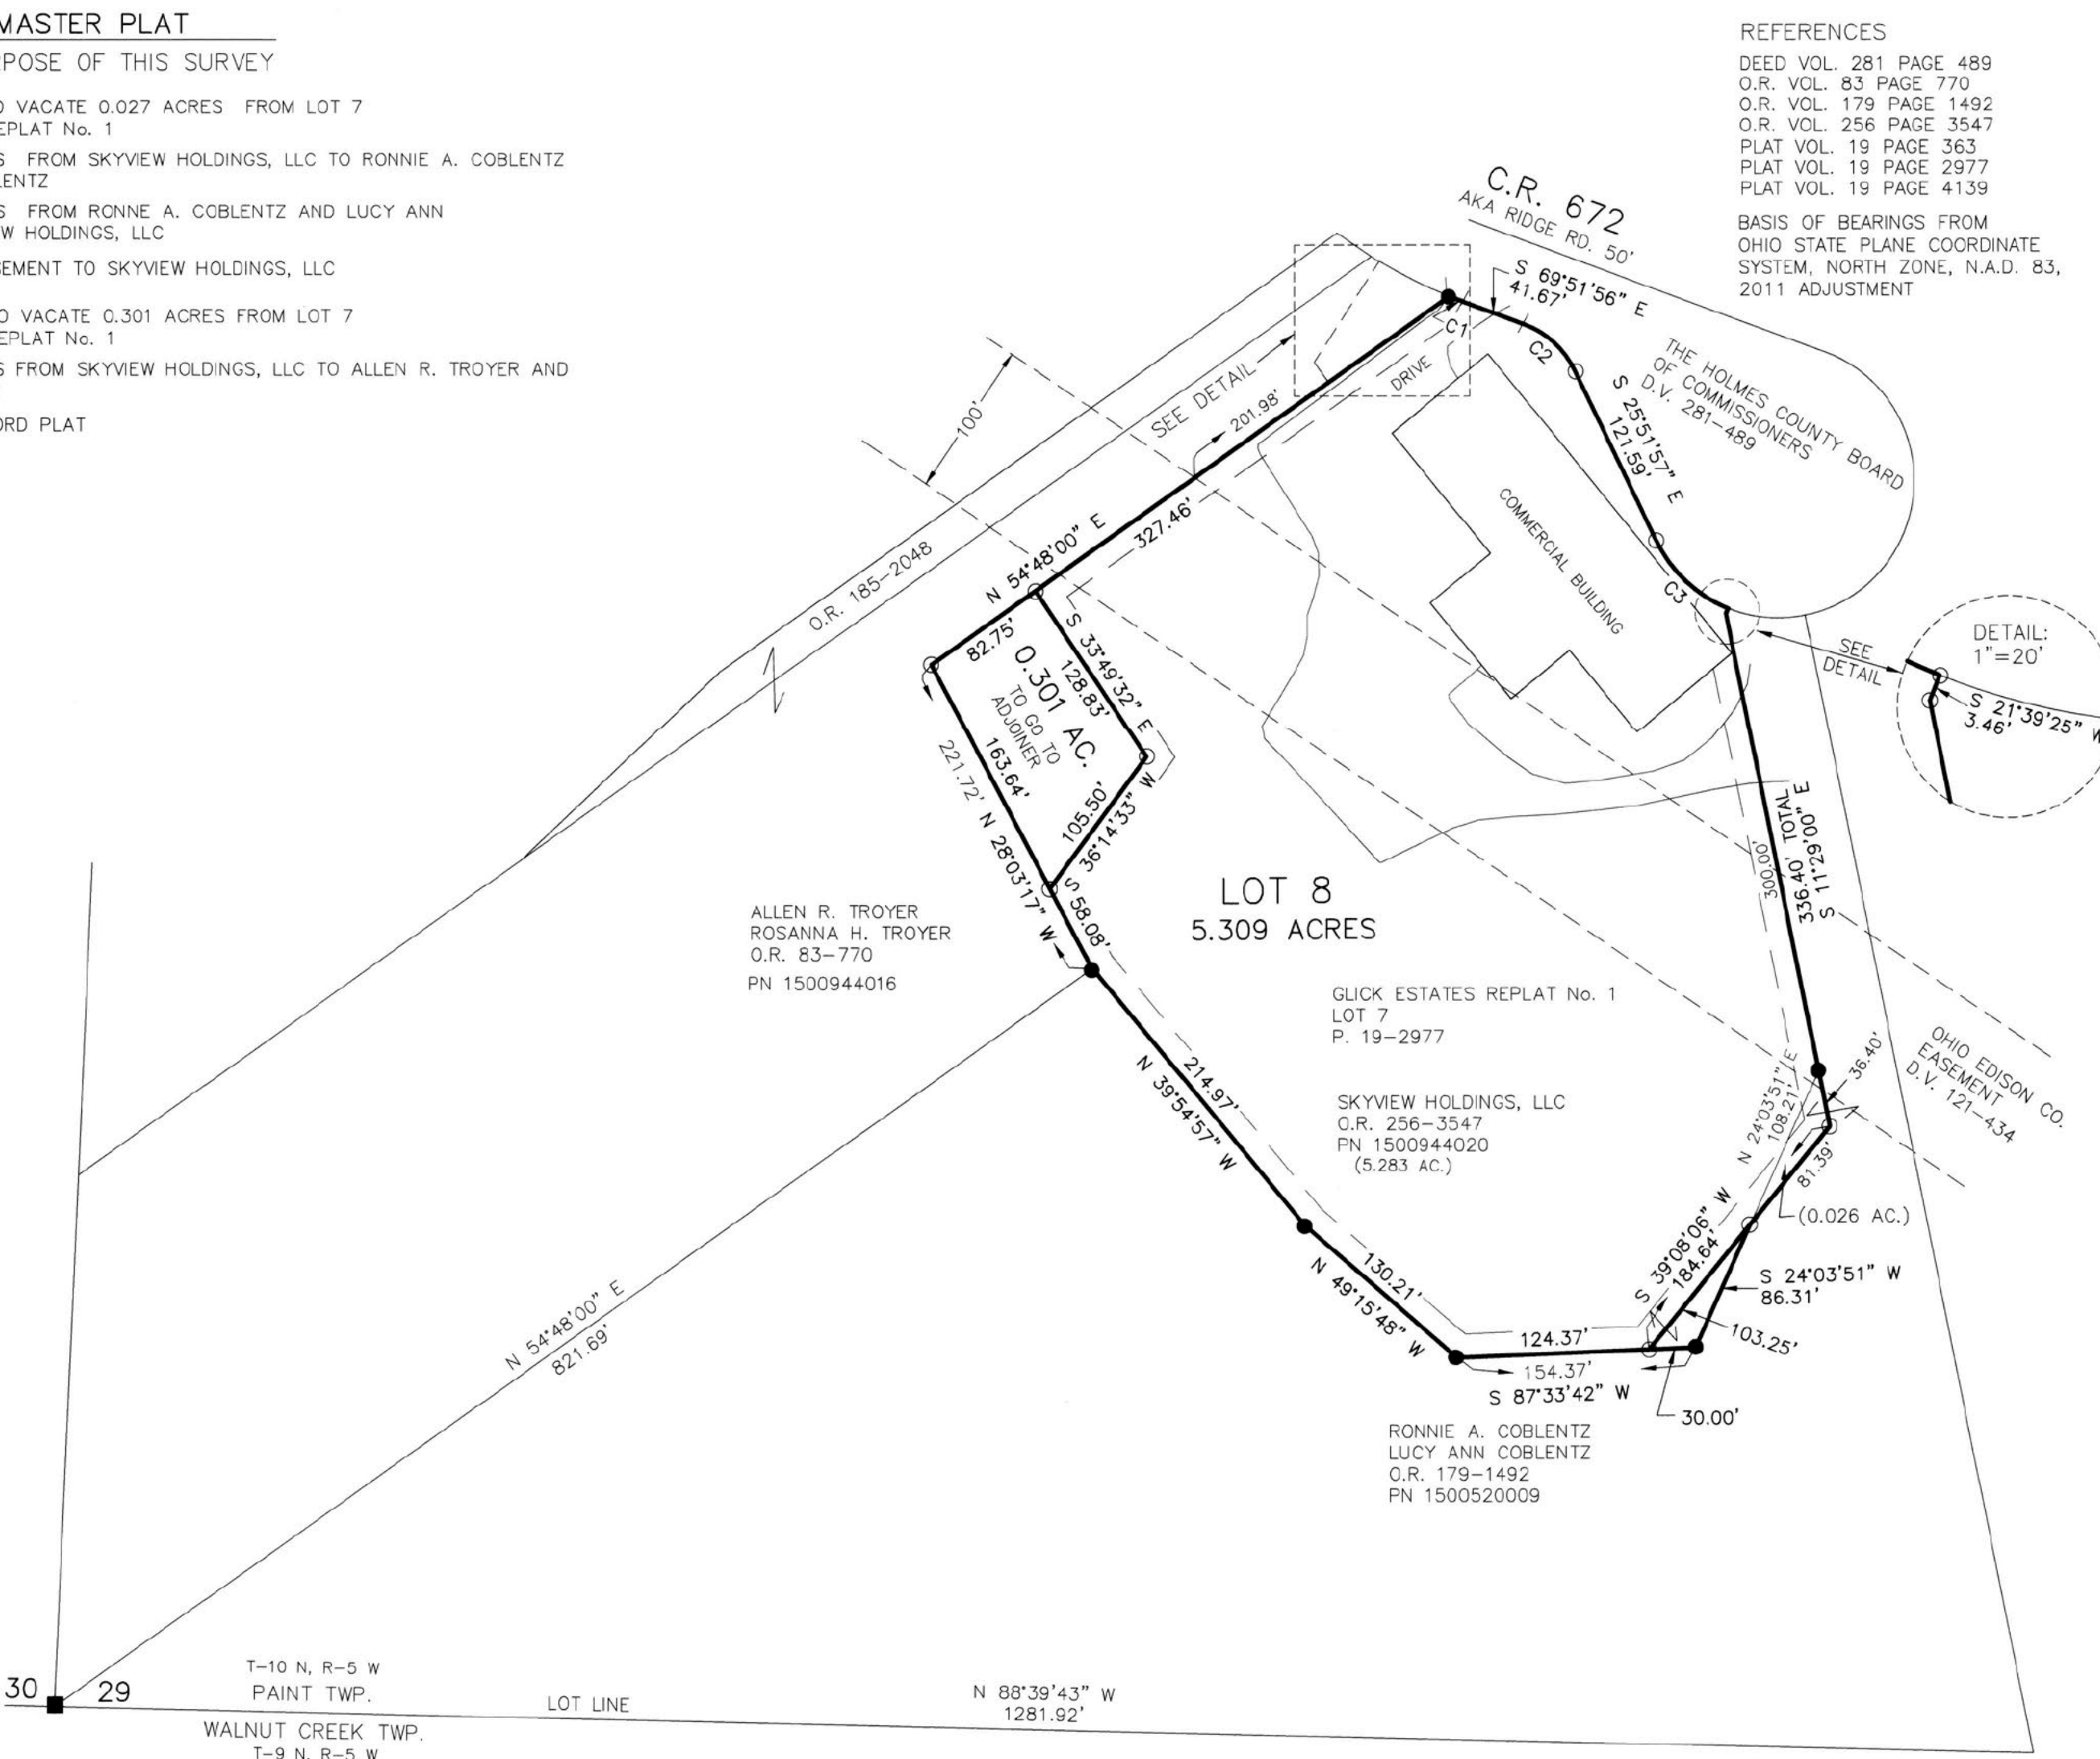 MASTER PLAT
POSE OF THIS SURVEY
VACATE 0.027 ACRES FROM LOT 7
EPLAT No. 1
S FROM SKYVIEW HOLDINGS, LLC TO RONNIE A. COBLENTZ
LENTZ
S FROM RONNE A. COBLENTZ AND LUCY ANN
W HOLDINGS, LLC
SEMENT TO SKYVIEW HOLDINGS, LLC
O VACATE 0.301 ACRES FROM LOT 7
EPLAT No. 1
S FROM SKYVIEW HOLDINGS, LLC TO ALLEN R. TROYER AND
ORD PLAT
REFERENCES
DEED VOL. 281 PAGE 489
O.R. VOL. 83 PAGE 770
O.R. VOL. 179 PAGE 1492
O.R. VOL. 256 PAGE 3547
PLAT VOL. 19 PAGE 363
PLAT VOL. 19 PAGE 2977
PLAT VOL. 19 PAGE 4139
BASIS OF BEARINGS FROM
OHIO STATE PLANE COORDINATE
SYSTEM, NORTH ZONE, N.A.D. 83,
2011 ADJUSTMENT
C.R. 672
AKA RIDGE RD. 50'
S 69°51'56" E
41.67'
C1
C2
DRIVE
THE HOLMES COUNTY BOARD
OF COMMISSIONERS
D.V. 281-489
S 25°51'57" E
121.59'
SEE DETAIL
100'
201.98'
327.46'
N 54°48'00" E
O.R. 185-2048
COMMERCIAL BUILDING
C3
SEE
DETAIL
DETAIL:
1"=20'
S 21°39'25" W
3.46'
82.75'
S 33°49'32" E
128.83'
0.301 AC.
TO GO TO
ADJOINER
163.64'
221.72' N 28°03'17" W
105.50'
S 36°14'33" W
58.08'
336.40' TOTAL
S 11°29'00" E
300.00'
LOT 8
5.309 ACRES
ALLEN R. TROYER
ROSANNA H. TROYER
O.R. 83-770
PN 1500944016
GLICK ESTATES REPLAT No. 1
LOT 7
P. 19-2977
SKYVIEW HOLDINGS, LLC
O.R. 256-3547
PN 1500944020
(5.283 AC.)
214.97'
N 39°54'57" W
OHIO EDISON CO.
EASEMENT
D.V. 121-434
36.40'
N 24°03'51" E
108.21'
81.39'
(0.026 AC.)
S 39°08'06" W
184.64'
S 24°03'51" W
86.31'
103.25'
130.21'
N 49°15'48" W
124.37'
154.37'
S 87°33'42" W
30.00'
RONNIE A. COBLENTZ
LUCY ANN COBLENTZ
O.R. 179-1492
PN 1500520009
N 54°48'00" E
821.69'
30
29
T-10 N, R-5 W
PAINT TWP.
LOT LINE
N 88°39'43" W
1281.92'
WALNUT CREEK TWP.
T-9 N, R-5 W